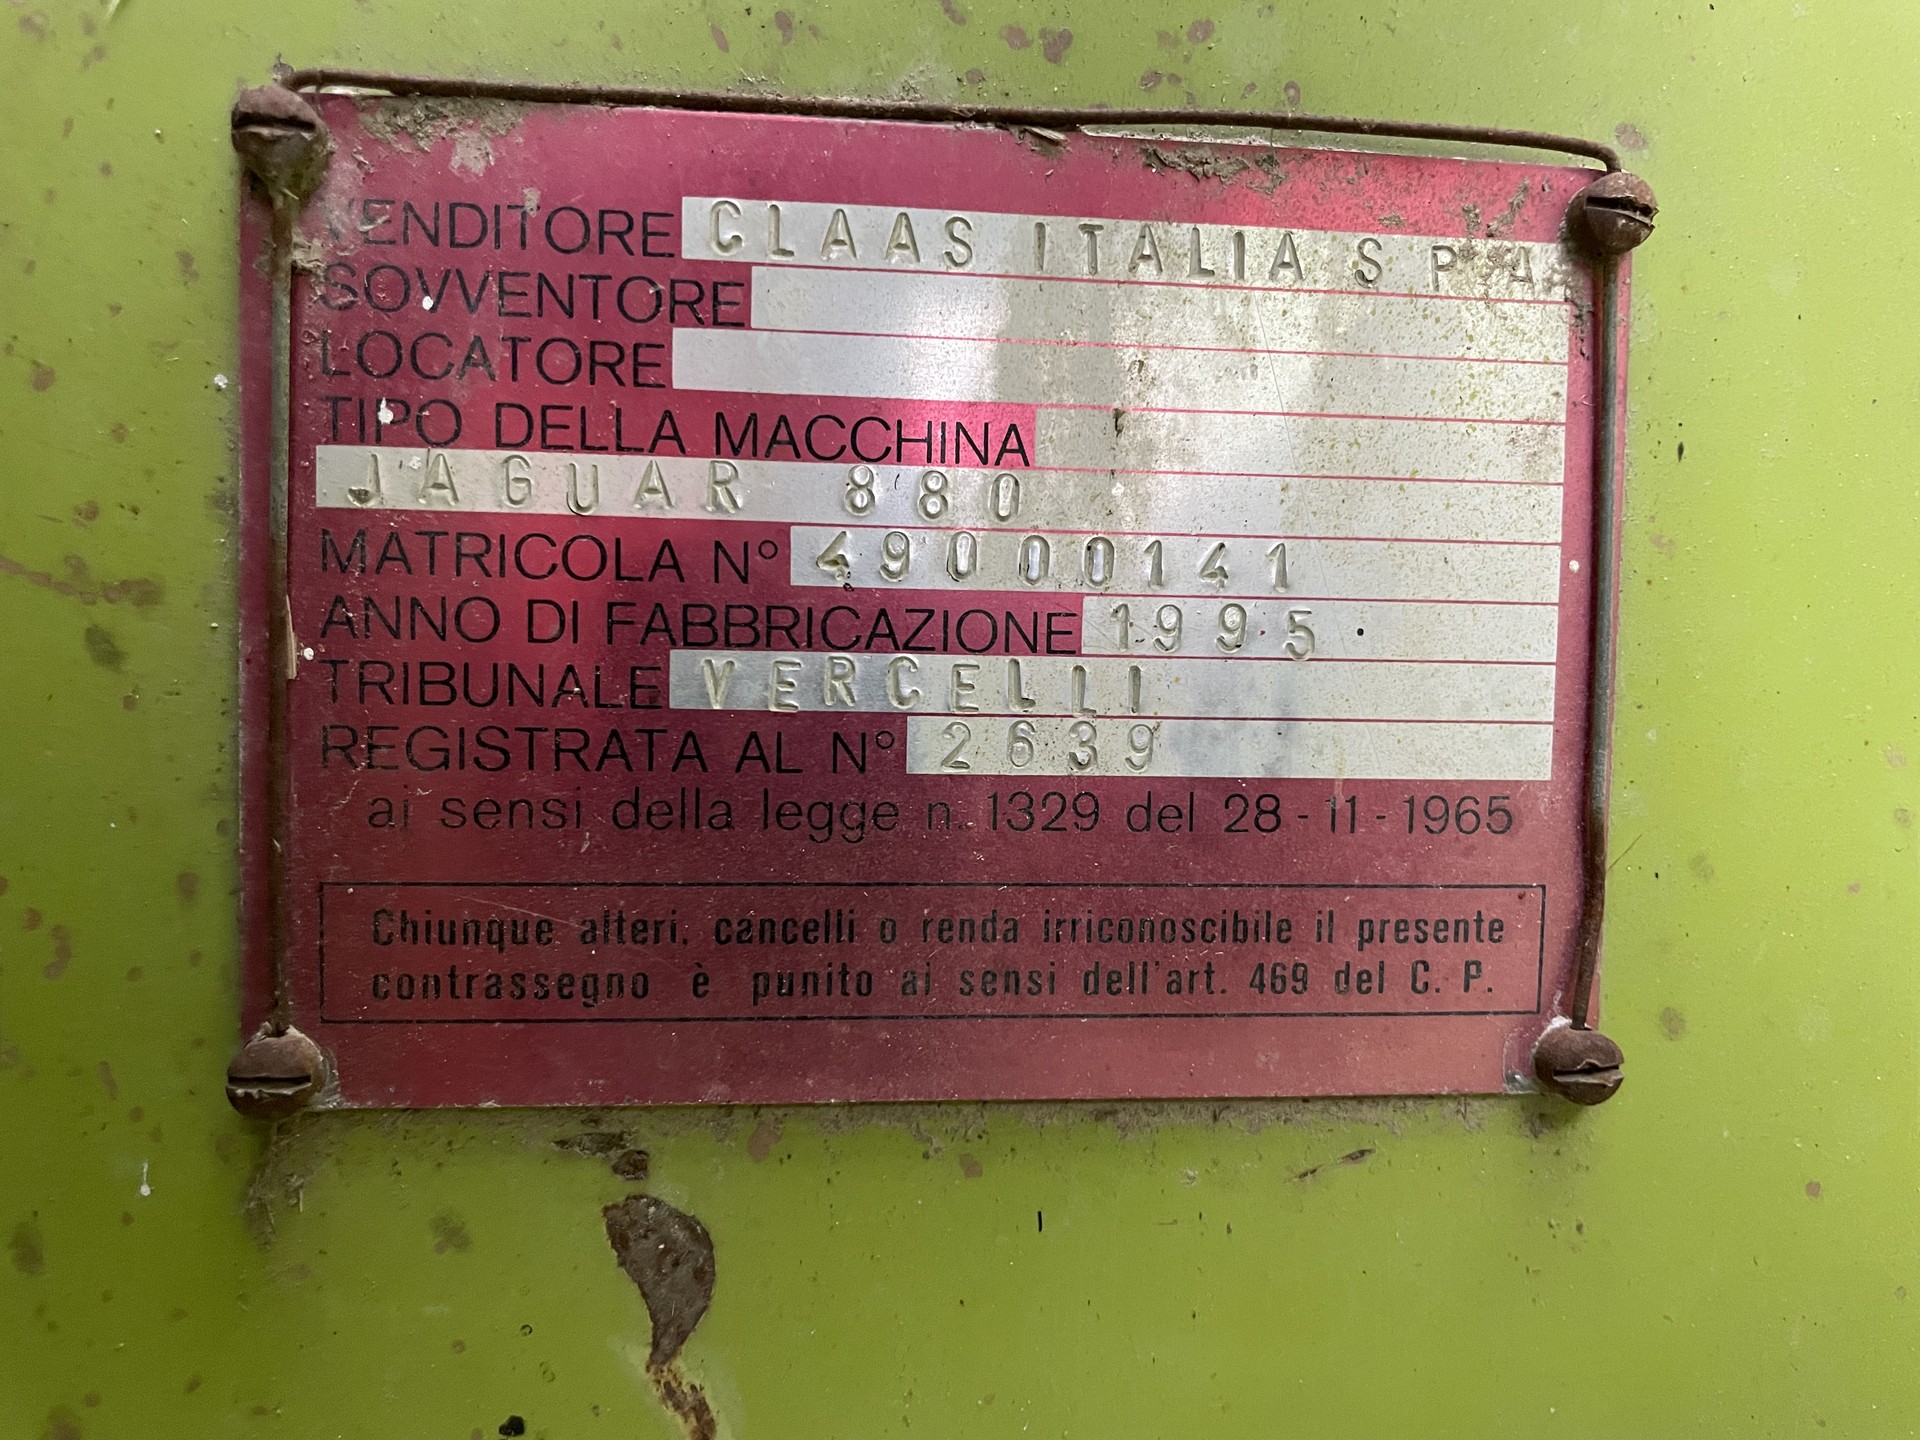 VENDITORE CLAAS ITALIA S P A
SOVVENTORE
LOCATORE
TIPO DELLA MACCHINA
JAGUAR 880
MATRICOLA N° 49000141
ANNO DI FABBRICAZIONE 1995
TRIBUNALE VERCELLI
REGISTRATA AL N° 2639
ai sensi della legge n. 1329 del 28-11-1965
Chiunque alteri, cancelli o renda irriconoscibile il presente
contrassegno è punito ai sensi dell'art. 469 del C. P.